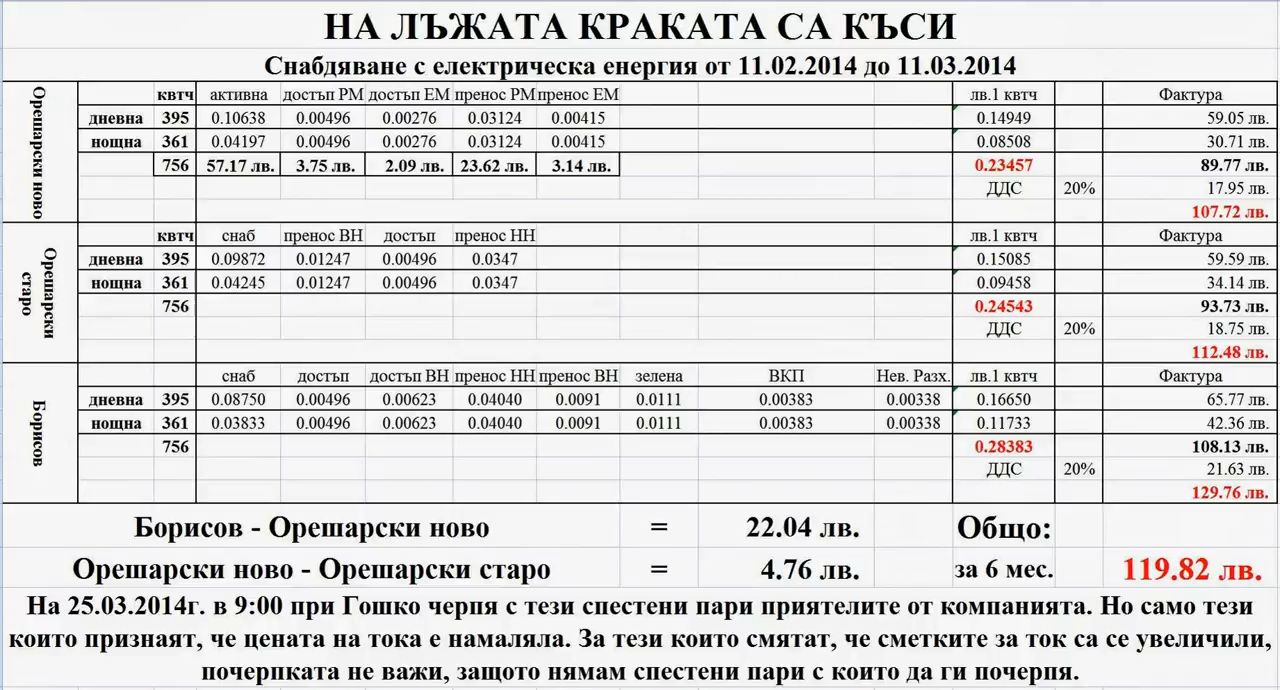 НА ЛЪЖАТА КРАКАТА СА КЪСИ
Снабдяване с електрическа енергия от 11.02.2014 до 11.03.2014
Орешарски ново
квтч активна достъп РМ достъп ЕМ пренос РМ пренос ЕМ лв.1 квтч Фактура
дневна 395 0.10638 0.00496 0.00276 0.03124 0.00415 0.14949 59.05 лв.
нощна 361 0.04197 0.00496 0.00276 0.03124 0.00415 0.08508 30.71 лв.
756 57.17 лв. 3.75 лв. 2.09 лв. 23.62 лв. 3.14 лв. 0.23457 89.77 лв.
ДДС 20% 17.95 лв.
107.72 лв.
Орешарски старо
квтч снаб пренос ВН достъп пренос НН лв.1 квтч Фактура
дневна 395 0.09872 0.01247 0.00496 0.0347 0.15085 59.59 лв.
нощна 361 0.04245 0.01247 0.00496 0.0347 0.09458 34.14 лв.
756 0.24543 93.73 лв.
ДДС 20% 18.75 лв.
112.48 лв.
Борисов
снаб достъп достъп ВН пренос НН пренос ВН зелена ВКП Нев. Разх. лв.1 квтч Фактура
дневна 395 0.08750 0.00496 0.00623 0.04040 0.0091 0.0111 0.00383 0.00338 0.16650 65.77 лв.
нощна 361 0.03833 0.00496 0.00623 0.04040 0.0091 0.0111 0.00383 0.00338 0.11733 42.36 лв.
756 0.28383 108.13 лв.
ДДС 20% 21.63 лв.
129.76 лв.
Борисов - Орешарски ново = 22.04 лв. Общо:
Орешарски ново - Орешарски старо = 4.76 лв. за 6 мес. 119.82 лв.
На 25.03.2014г. в 9:00 при Гошко черпя с тези спестени пари приятелите от компанията. Но само тези
които признаят, че цената на тока е намаляла. За тези които смятат, че сметките за ток са се увеличили,
почерпката не важи, защото нямам спестени пари с които да ги почерпя.